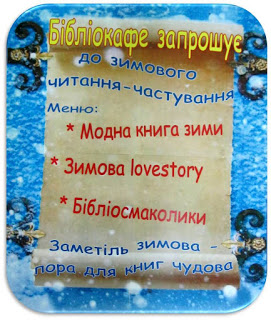 Бібліокафе запрошує
до зимового
читання-частування
Меню:
* Модна книга зими
* Зимова lovestory
* Бібліосмаколики
Заметіль зимова -
пора для книг чудова